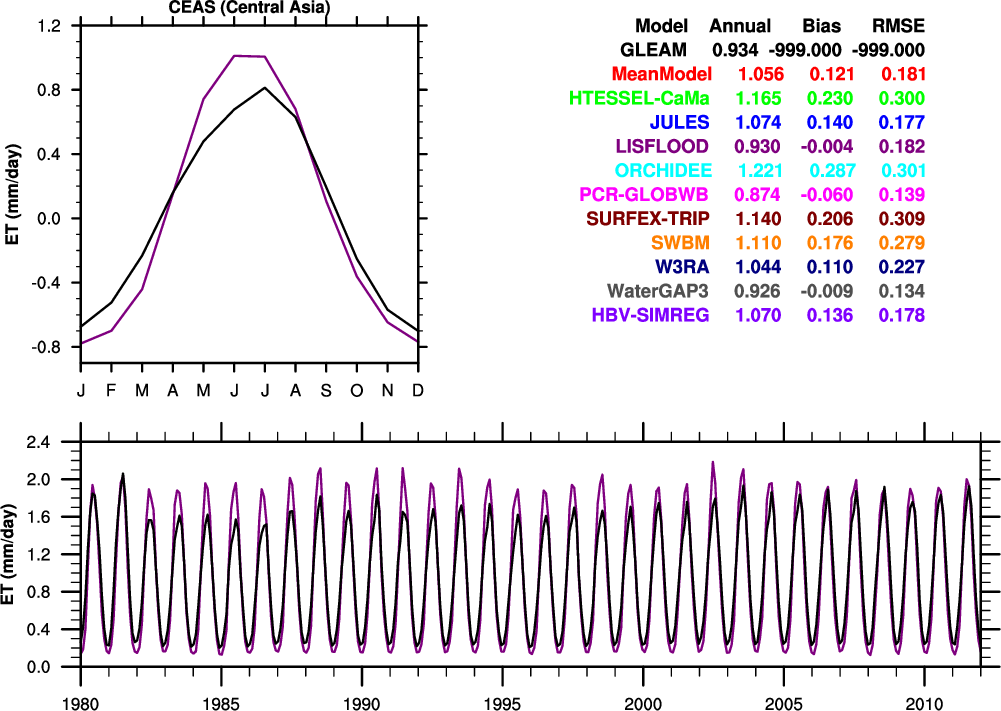 CEAS (Central Asia)
1.2
0.8
0.4
0.0
-0.4
-0.8
ET (mm/day)
J F M A M J J A S O N D
Model Annual Bias RMSE
GLEAM 0.934 -999.000 -999.000
MeanModel 1.056 0.121 0.181
HTESSEL-CaMa 1.165 0.230 0.300
JULES 1.074 0.140 0.177
LISFLOOD 0.930 -0.004 0.182
ORCHIDEE 1.221 0.287 0.301
PCR-GLOBWB 0.874 -0.060 0.139
SURFEX-TRIP 1.140 0.206 0.309
SWBM 1.110 0.176 0.279
W3RA 1.044 0.110 0.227
WaterGAP3 0.926 -0.009 0.134
HBV-SIMREG 1.070 0.136 0.178
2.4
2.0
1.6
1.2
0.8
0.4
0.0
ET (mm/day)
1980 1985 1990 1995 2000 2005 2010